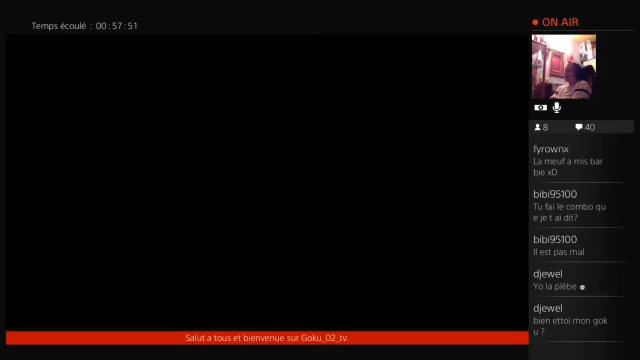 Temps écoulé : 00:57:51
ON AIR
8 40
fyrownx
La meuf a mis bar
bie xD
bibi95100
Tu fai le combo qu
e je t ai dit?
bibi95100
Il est pas mal
djewel
Yo la plèbe
djewel
bien ettoi mon gok
u ?
Salut a tous et bienvenue sur Goku_02_tv.